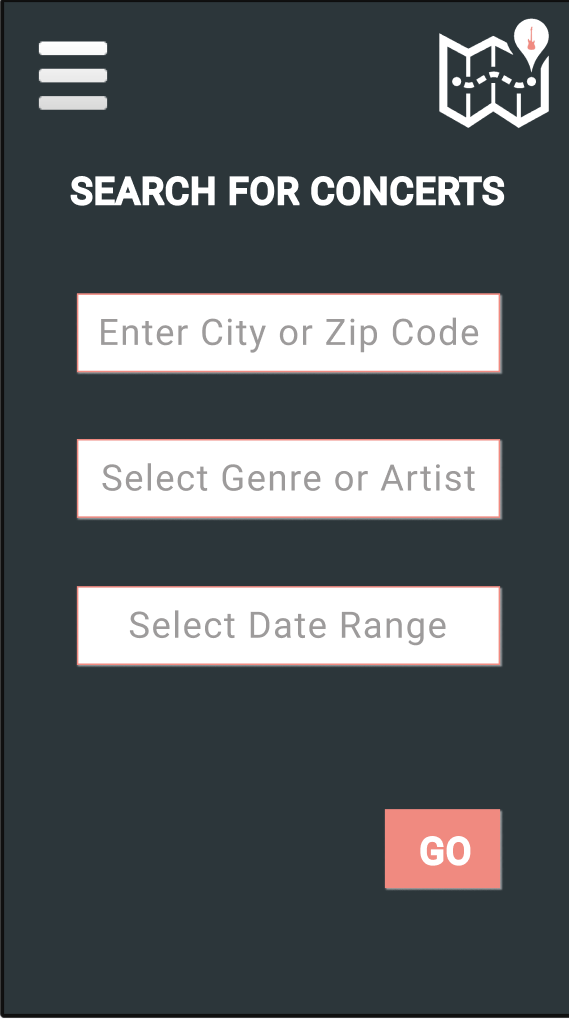 SEARCH FOR CONCERTS
Enter City or Zip Code
Select Genre or Artist
Select Date Range
GO